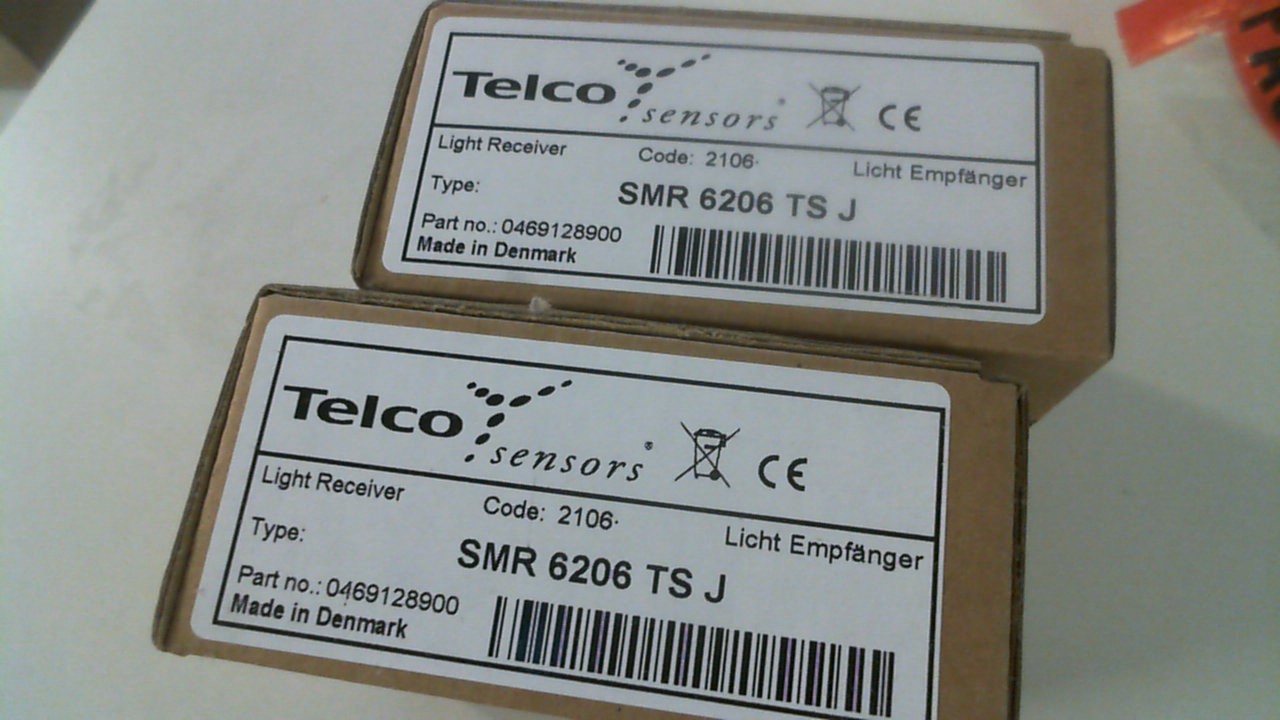 Telco sensors®
CE
Light Receiver Code: 2106· Licht Empfänger
Type: SMR 6206 TS J
Part no.: 0469128900
Made in Denmark
Telco sensors®
CE
Light Receiver Code: 2106· Licht Empfänger
Type: SMR 6206 TS J
Part no.: 0469128900
Made in Denmark